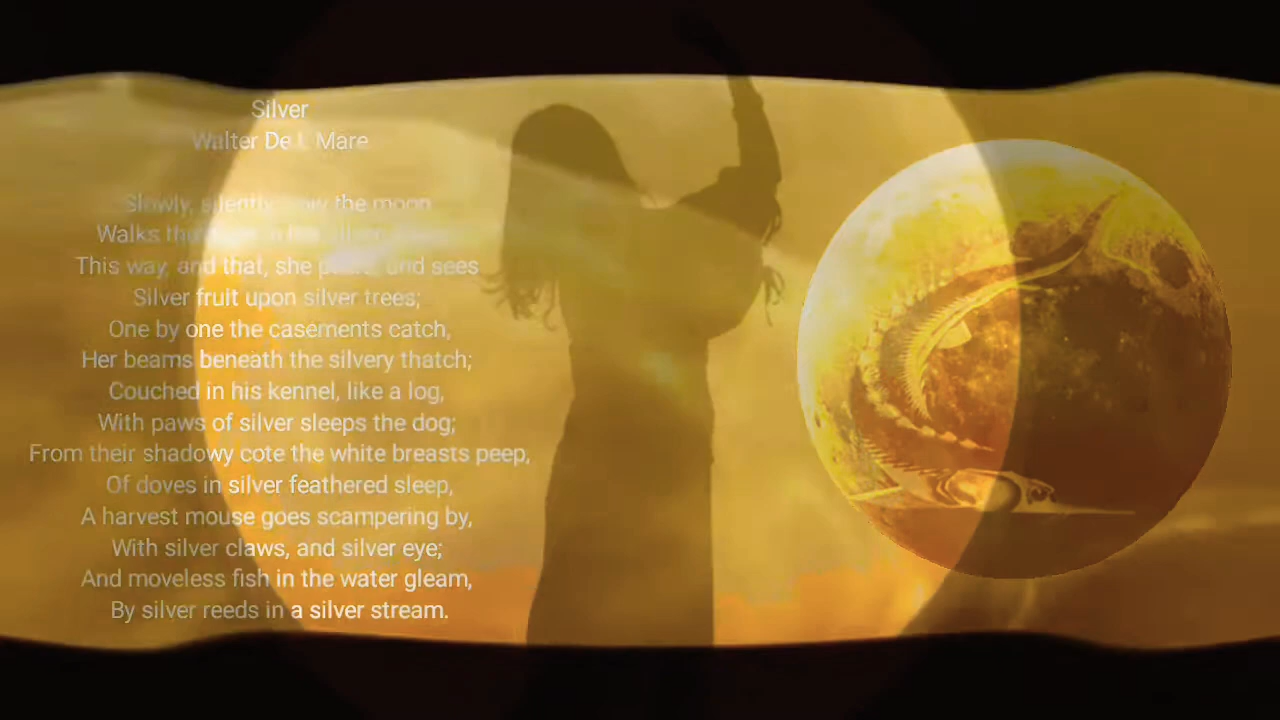 Silver
Walter De L Mare
Slowly, silently, now the moon
Walks the
This way, and that, she and sees
Silver fruit upon silver trees;
One by one the casements catch,
Her beams beneath the silvery thatch;
Couched in his kennel, like a log,
With paws of silver sleeps the dog;
From their shadowy cote the white breasts peep,
Of doves in silver feathered sleep,
A harvest mouse goes scampering by,
With silver claws, and silver eye;
And moveless fish in the water gleam,
By silver reeds in a silver stream.